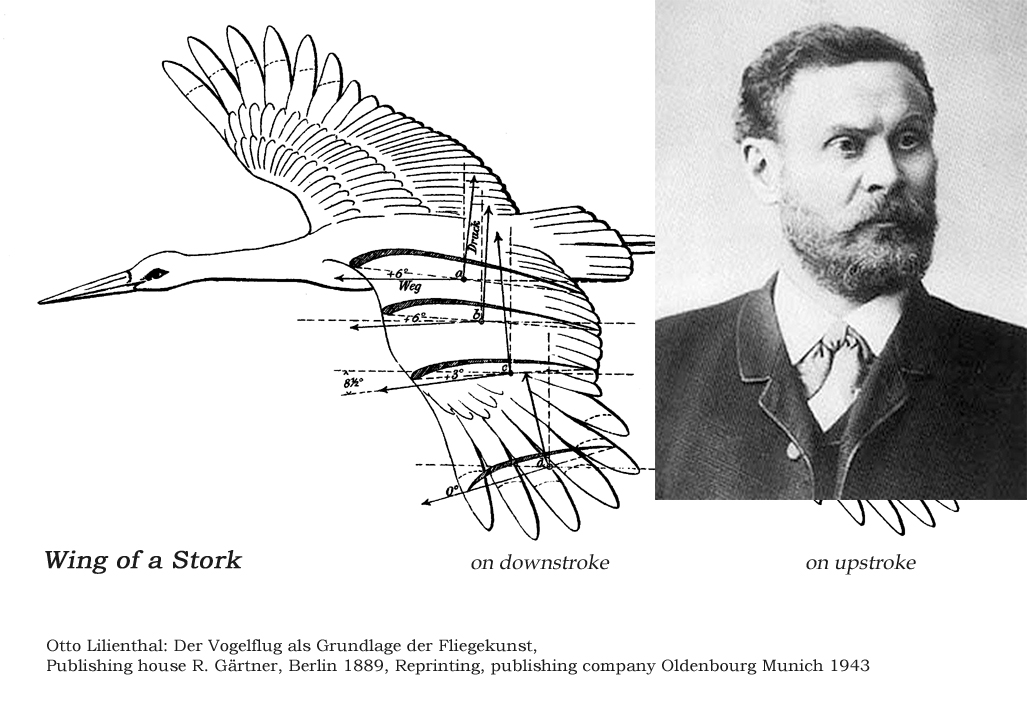 Druck
+6°
a
Weg
+6°
b
8½°
+3°
c
0°
d
Wing of a Stork
on downstroke
on upstroke
Otto Lilienthal: Der Vogelflug als Grundlage der Fliegekunst,
Publishing house R. Gärtner, Berlin 1889, Reprinting, publishing company Oldenbourg Munich 1943